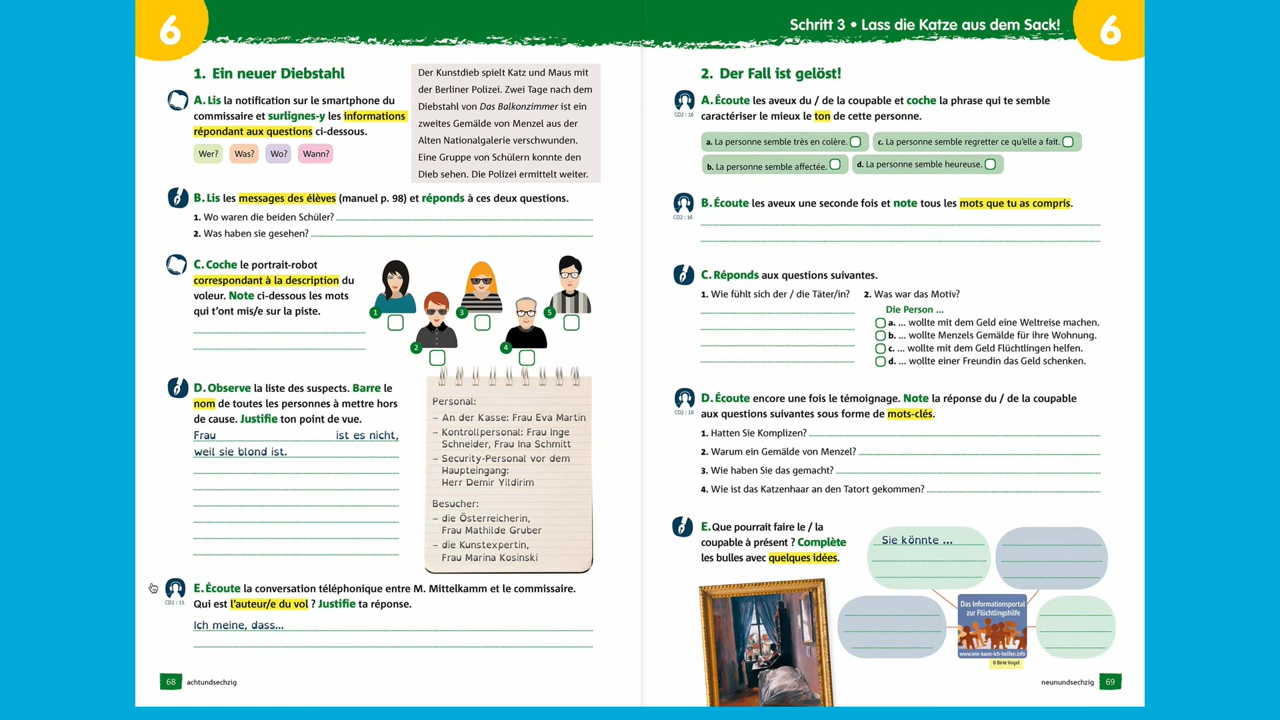 6
1. Ein neuer Diebstahl
A. Lis la notification sur le smartphone du
commissaire et surlignes-y les informations
répondant aux questions ci-dessous.
Wer? Was? Wo? Wann?
Der Kunstdieb spielt Katz und Maus mit
der Berliner Polizei. Zwei Tage nach dem
Diebstahl von Das Balkonzimmer ist ein
zweites Gemälde von Menzel aus der
Alten Nationalgalerie verschwunden.
Eine Gruppe von Schülern konnte den
Dieb sehen. Die Polizei ermittelt weiter.
B. Lis les messages des élèves (manuel p. 98) et réponds à ces deux questions.
1. Wo waren die beiden Schüler?
2. Was haben sie gesehen?
C. Coche le portrait-robot
correspondant à la description du
voleur. Note ci-dessous les mots
qui t'ont mis/e sur la piste.
1
2
3
4
5
D. Observe la liste des suspects. Barre le
nom de toutes les personnes à mettre hors
de cause. Justifie ton point de vue.
Frau ist es nicht,
weil sie blond ist.
Personal:
– An der Kasse: Frau Eva Martin
– Kontrollpersonal: Frau Inge
Schneider, Frau Ina Schmitt
– Security-Personal vor dem
Haupteingang:
Herr Demir Yildirim
Besucher:
– die Österreicherin,
Frau Mathilde Gruber
– die Kunstexpertin,
Frau Marina Kosinski
CD2 : 15
E. Écoute la conversation téléphonique entre M. Mittelkamm et le commissaire.
Qui est l'auteur/e du vol ? Justifie ta réponse.
Ich meine, dass...
68 achtundsechzig
Schritt 3 • Lass die Katze aus dem Sack!
6
2. Der Fall ist gelöst!
CD2 : 16
A. Écoute les aveux du / de la coupable et coche la phrase qui te semble
caractériser le mieux le ton de cette personne.
a. La personne semble très en colère.
c. La personne semble regretter ce qu'elle a fait.
b. La personne semble affectée.
d. La personne semble heureuse.
CD2 : 16
B. Écoute les aveux une seconde fois et note tous les mots que tu as compris.
C. Réponds aux questions suivantes.
1. Wie fühlt sich der / die Täter/in?
2. Was war das Motiv?
Die Person ...
a. ... wollte mit dem Geld eine Weltreise machen.
b. ... wollte Menzels Gemälde für ihre Wohnung.
c. ... wollte mit dem Geld Flüchtlingen helfen.
d. ... wollte einer Freundin das Geld schenken.
CD2 : 16
D. Écoute encore une fois le témoignage. Note la réponse du / de la coupable
aux questions suivantes sous forme de mots-clés.
1. Hatten Sie Komplizen?
2. Warum ein Gemälde von Menzel?
3. Wie haben Sie das gemacht?
4. Wie ist das Katzenhaar an den Tatort gekommen?
E. Que pourrait faire le / la
coupable à présent ? Complète
les bulles avec quelques idées.
Sie könnte ...
Das Informationsportal
zur Flüchtlingshilfe
www.wie-kann-ich-helfen.info
© Birte Vogel
neunundsechzig 69